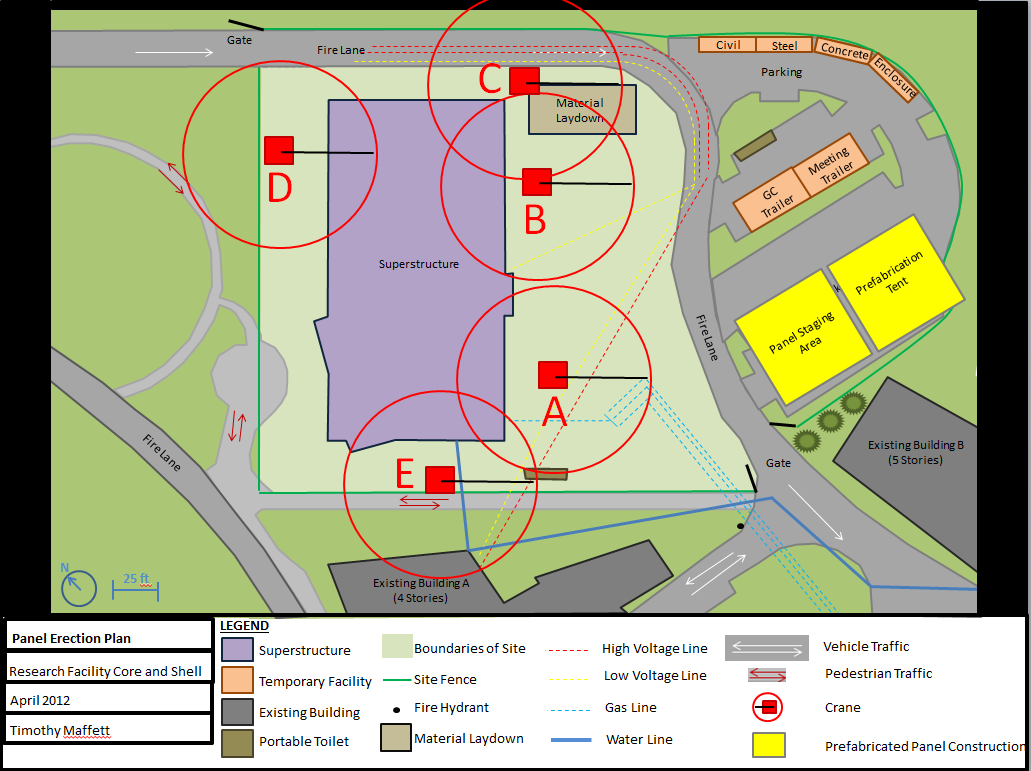 Gate
Fire Lane
Civil
Steel
Concrete
Enclosure
Parking
C
Material
Laydown
D
B
GC
Trailer
Meeting
Trailer
Superstructure
Prefabrication
Tent
k
Panel Staging
Area
Fire Lane
A
Fire Lane
E
Gate
Existing Building B
(5 Stories)
N
25 ft
Existing Building A
(4 Stories)
Panel Erection Plan
Research Facility Core and Shell
April 2012
Timothy Maffett
LEGEND
Superstructure
Temporary Facility
Existing Building
Portable Toilet
Boundaries of Site
Site Fence
Fire Hydrant
Material Laydown
High Voltage Line
Low Voltage Line
Gas Line
Water Line
Vehicle Traffic
Pedestrian Traffic
Crane
Prefabricated Panel Construction